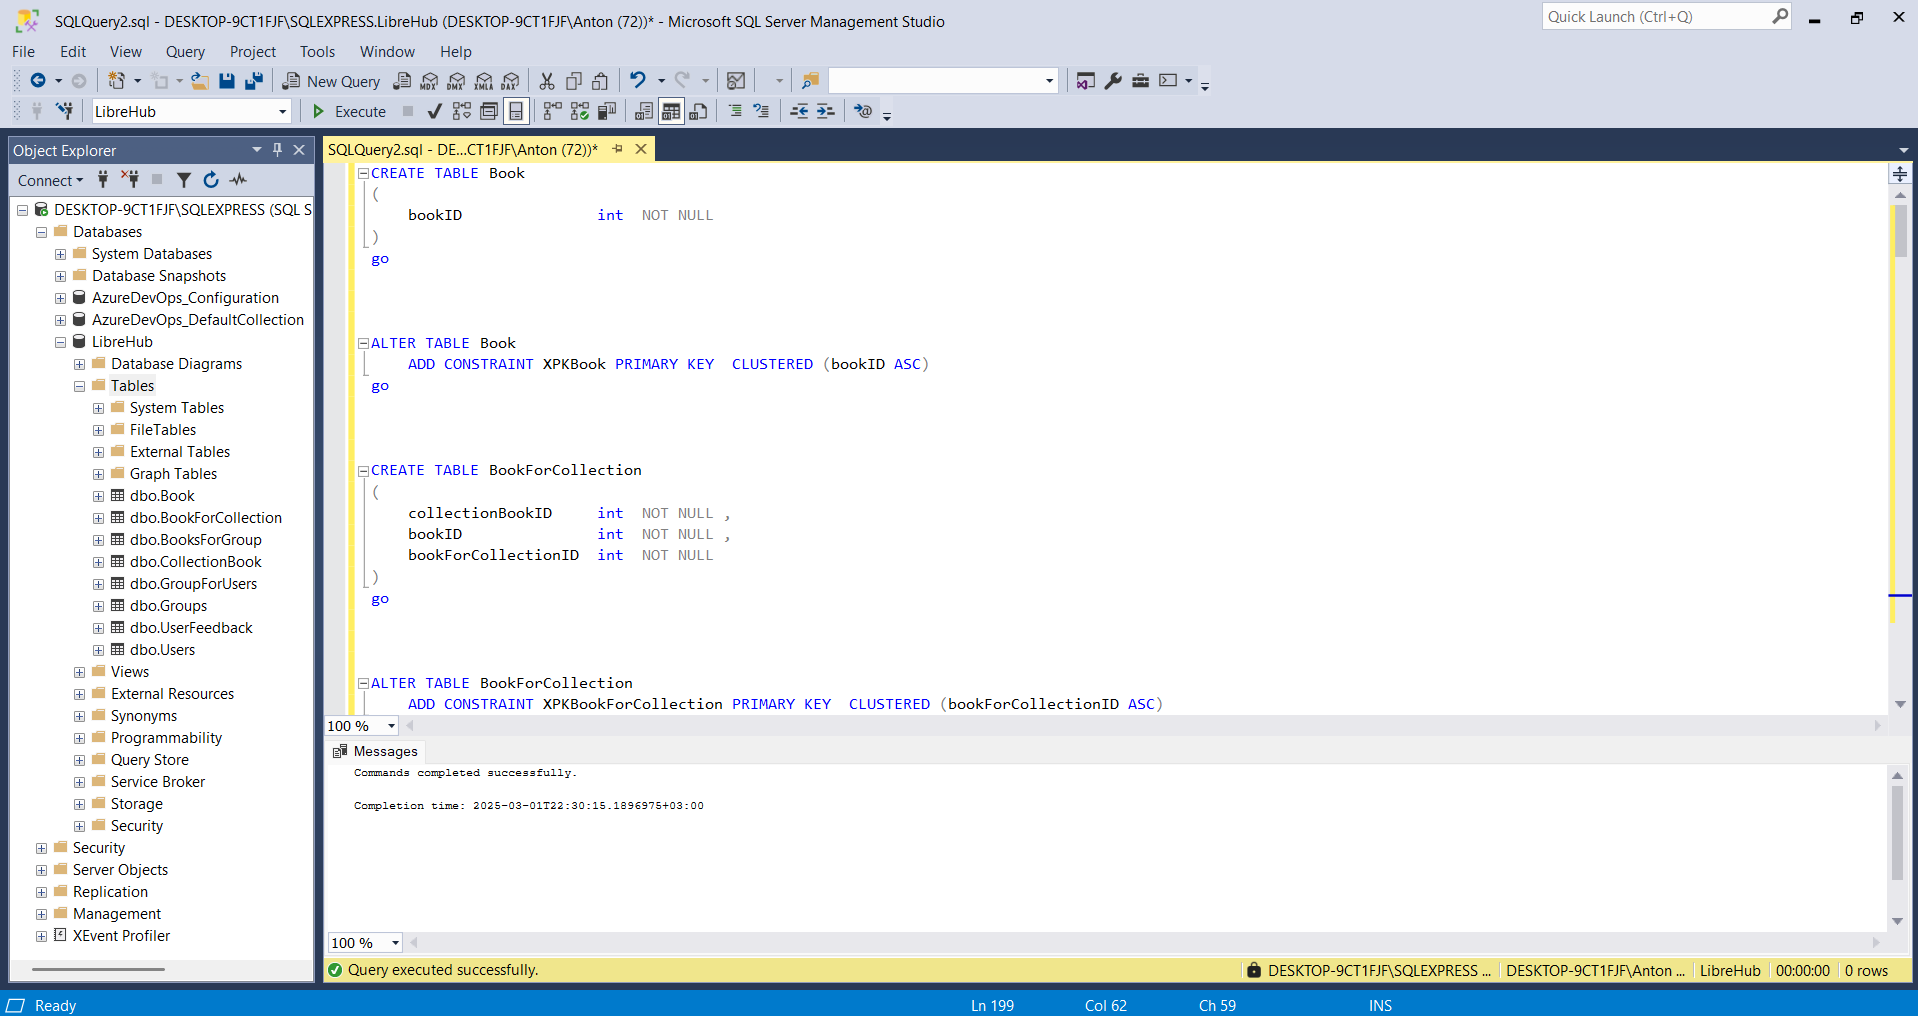 SQLQuery2.sql - DESKTOP-9CT1FJF\SQLEXPRESS.LibreHub (DESKTOP-9CT1FJF\Anton (72))* - Microsoft SQL Server Management Studio
Quick Launch (Ctrl+Q)
File Edit View Query Project Tools Window Help
New Query MDX DMX XMLA DAX
LibreHub Execute
Object Explorer
Connect
DESKTOP-9CT1FJF\SQLEXPRESS (SQL S
Databases
System Databases
Database Snapshots
AzureDevOps_Configuration
AzureDevOps_DefaultCollection
LibreHub
Database Diagrams
Tables
System Tables
FileTables
External Tables
Graph Tables
dbo.Book
dbo.BookForCollection
dbo.BooksForGroup
dbo.CollectionBook
dbo.GroupForUsers
dbo.Groups
dbo.UserFeedback
dbo.Users
Views
External Resources
Synonyms
Programmability
Query Store
Service Broker
Storage
Security
Security
Server Objects
Replication
Management
XEvent Profiler
SQLQuery2.sql - DE...CT1FJF\Anton (72))*
CREATE TABLE Book
(
bookID int NOT NULL
)
go
ALTER TABLE Book
ADD CONSTRAINT XPKBook PRIMARY KEY CLUSTERED (bookID ASC)
go
CREATE TABLE BookForCollection
(
collectionBookID int NOT NULL ,
bookID int NOT NULL ,
bookForCollectionID int NOT NULL
)
go
ALTER TABLE BookForCollection
ADD CONSTRAINT XPKBookForCollection PRIMARY KEY CLUSTERED (bookForCollectionID ASC)
100 %
Messages
Commands completed successfully.
Completion time: 2025-03-01T22:30:15.1896975+03:00
100 %
Query executed successfully. DESKTOP-9CT1FJF\SQLEXPRESS ... DESKTOP-9CT1FJF\Anton ... LibreHub 00:00:00 0 rows
Ready Ln 199 Col 62 Ch 59 INS